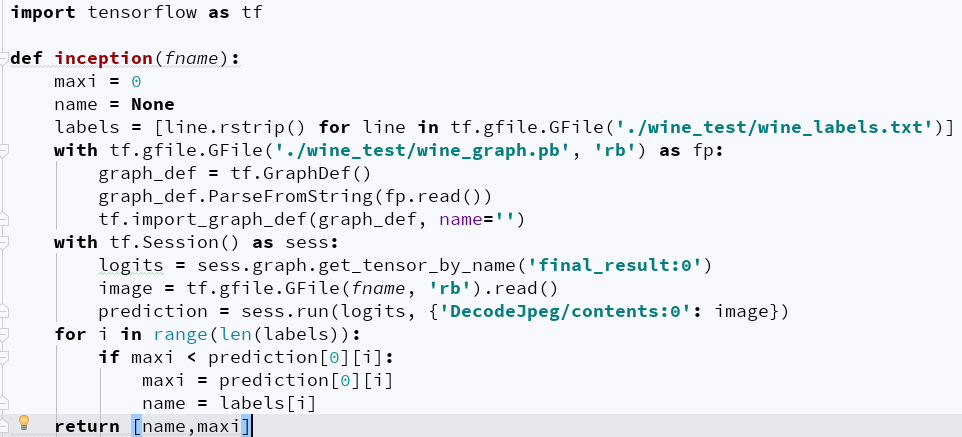 import tensorflow as tf
def inception(fname):
    maxi = 0
    name = None
    labels = [line.rstrip() for line in tf.gfile.GFile('./wine_test/wine_labels.txt')]
    with tf.gfile.GFile('./wine_test/wine_graph.pb', 'rb') as fp:
        graph_def = tf.GraphDef()
        graph_def.ParseFromString(fp.read())
        tf.import_graph_def(graph_def, name='')
    with tf.Session() as sess:
        logits = sess.graph.get_tensor_by_name('final_result:0')
        image = tf.gfile.GFile(fname, 'rb').read()
        prediction = sess.run(logits, {'DecodeJpeg/contents:0': image})
    for i in range(len(labels)):
        if maxi < prediction[0][i]:
            maxi = prediction[0][i]
            name = labels[i]
    return [name,maxi]